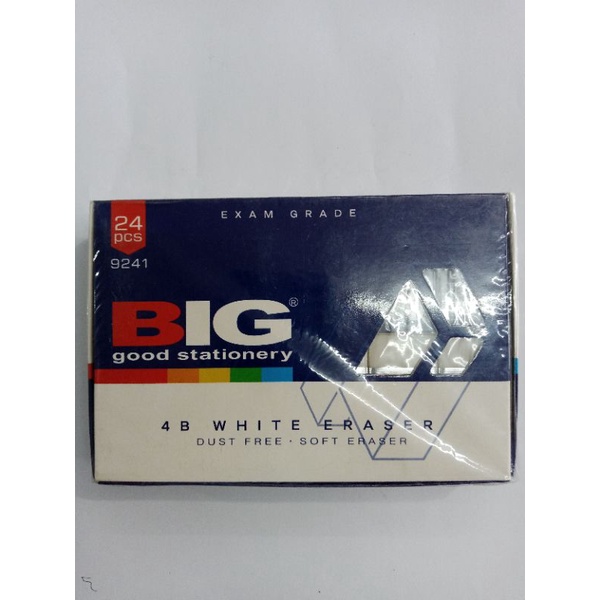 24
pcs
EXAM GRADE
9241
BIG®
good stationery
4B WHITE ERASER
DUST FREE · SOFT ERASER